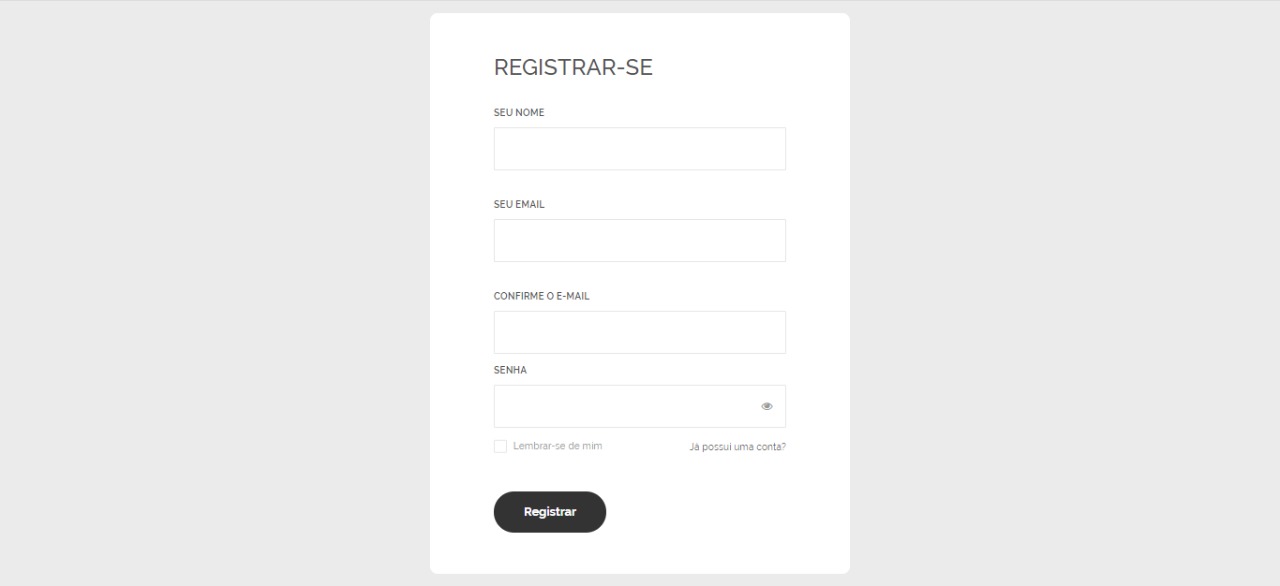 REGISTRAR-SE
SEU NOME
SEU EMAIL
CONFIRME O E-MAIL
SENHA
Lembrar-se de mim
Já possui uma conta?
Registrar